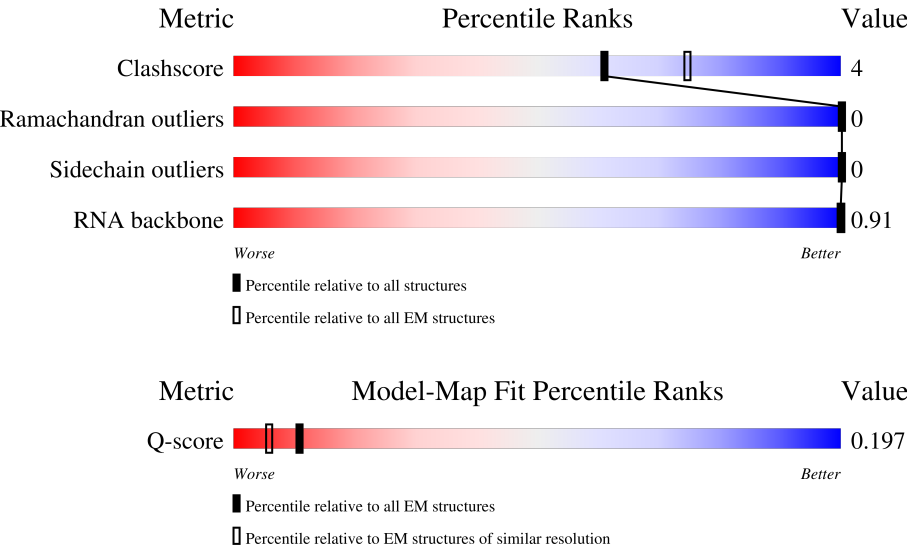 Metric Percentile Ranks Value
Clashscore 4
Ramachandran outliers 0
Sidechain outliers 0
RNA backbone 0.91
Worse Better
Percentile relative to all structures
Percentile relative to all EM structures
Metric Model-Map Fit Percentile Ranks Value
Q-score 0.197
Worse Better
Percentile relative to all EM structures
Percentile relative to EM structures of similar resolution